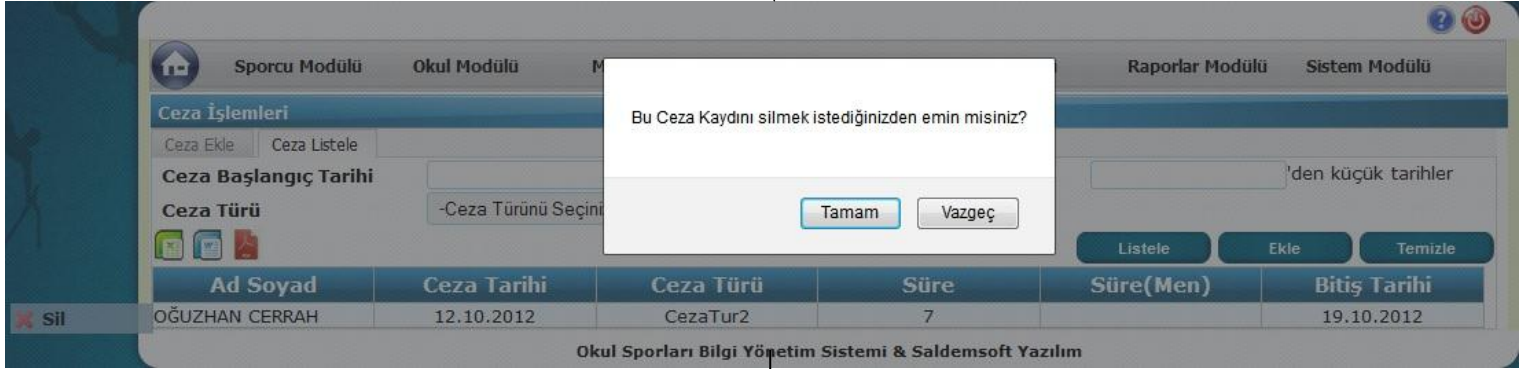 Sporcu Modülü Okul Modülü M Raporlar Modülü Sistem Modülü
Ceza İşlemleri
Bu Ceza Kaydını silmek istediğinizden emin misiniz?
Ceza Ekle Ceza Listele
Ceza Başlangıç Tarihi 'den küçük tarihler
Ceza Türü -Ceza Türünü Seçini
Tamam Vazgeç
Listele Ekle Temizle
Ad Soyad Ceza Tarihi Ceza Türü Süre Süre(Men) Bitiş Tarihi
Sil OĞUZHAN CERRAH 12.10.2012 CezaTur2 7 19.10.2012
Okul Sporları Bilgi Yönetim Sistemi & Saldemsoft Yazılım